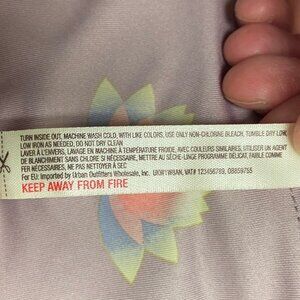 TURN INSIDE OUT, MACHINE WASH COLD, WITH LIKE COLORS, USE ONLY NON-CHLORINE BLEACH, TUMBLE DRY LOW,
LOW IRON AS NEEDED, DO NOT DRY CLEAN
LAVER À L'ENVERS, LAVAGE EN MACHINE À TEMPÉRATURE FROIDE, AVEC COULEURS SIMILAIRES, UTILISER UN AGENT
DE BLANCHIMENT SANS CHLORE SI NÉCESSAIRE, METTRE AU SÈCHE-LINGE PROGRAMME DÉLICAT, FAIBLE COMME
FER NÉCESSAIRES, NE PAS NETTOYER À SEC
For EU: Imported by Urban Outfitters Wholesale, Inc. VAT# 123456789,
KEEP AWAY FROM FIRE